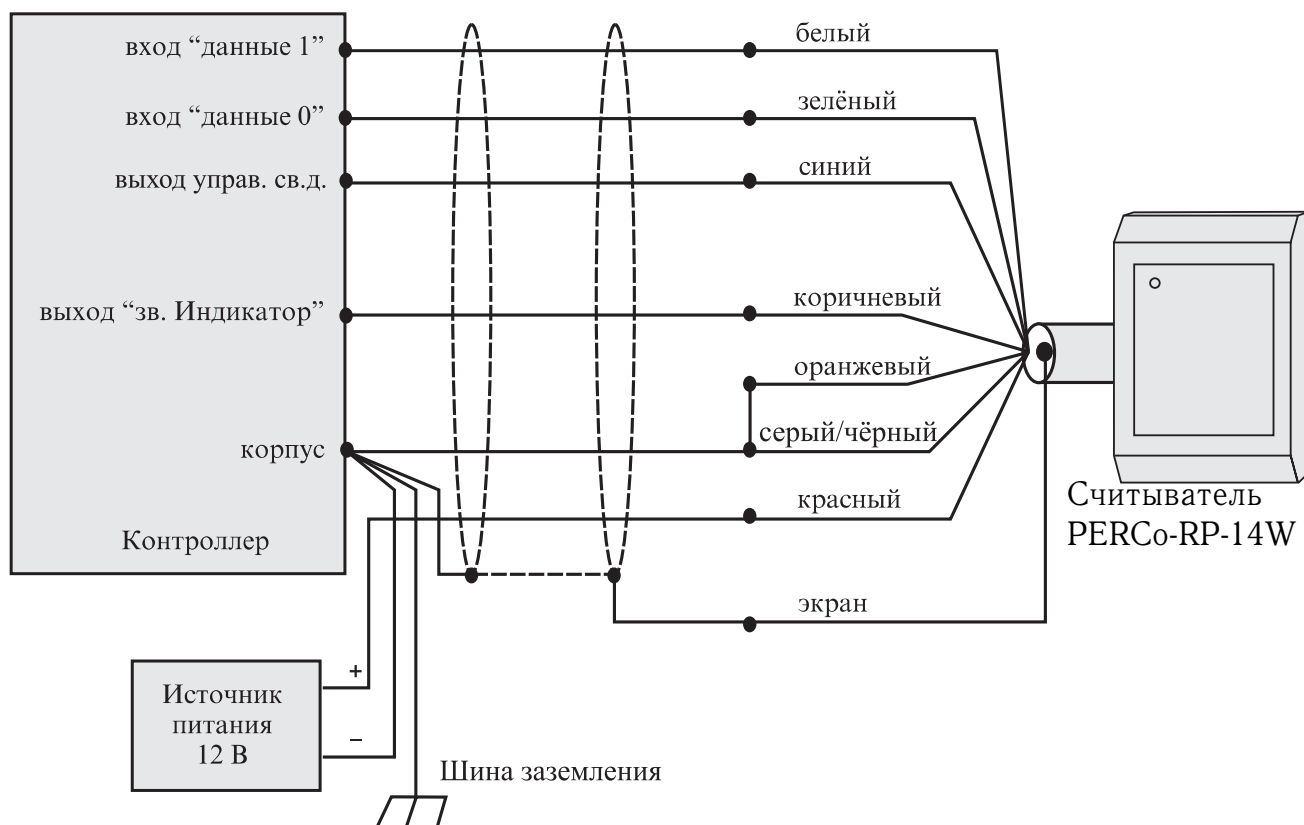 вход “данные 1”
белый
вход “данные 0”
зелёный
выход управ. св.д.
синий
выход “зв. Индикатор”
коричневый
оранжевый
корпус
серый/чёрный
красный
Считыватель
PERCo-RP-14W
Контроллер
экран
+
Источник
питания
12 В
–
Шина заземления